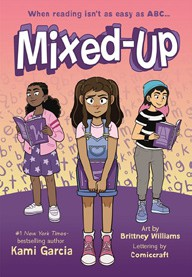 When reading isn't as easy as ABC...
Mixed-Up
#1 New York Times-
bestselling author
Kami Garcia
Art by
Brittney Williams
Lettering by
Comicraft